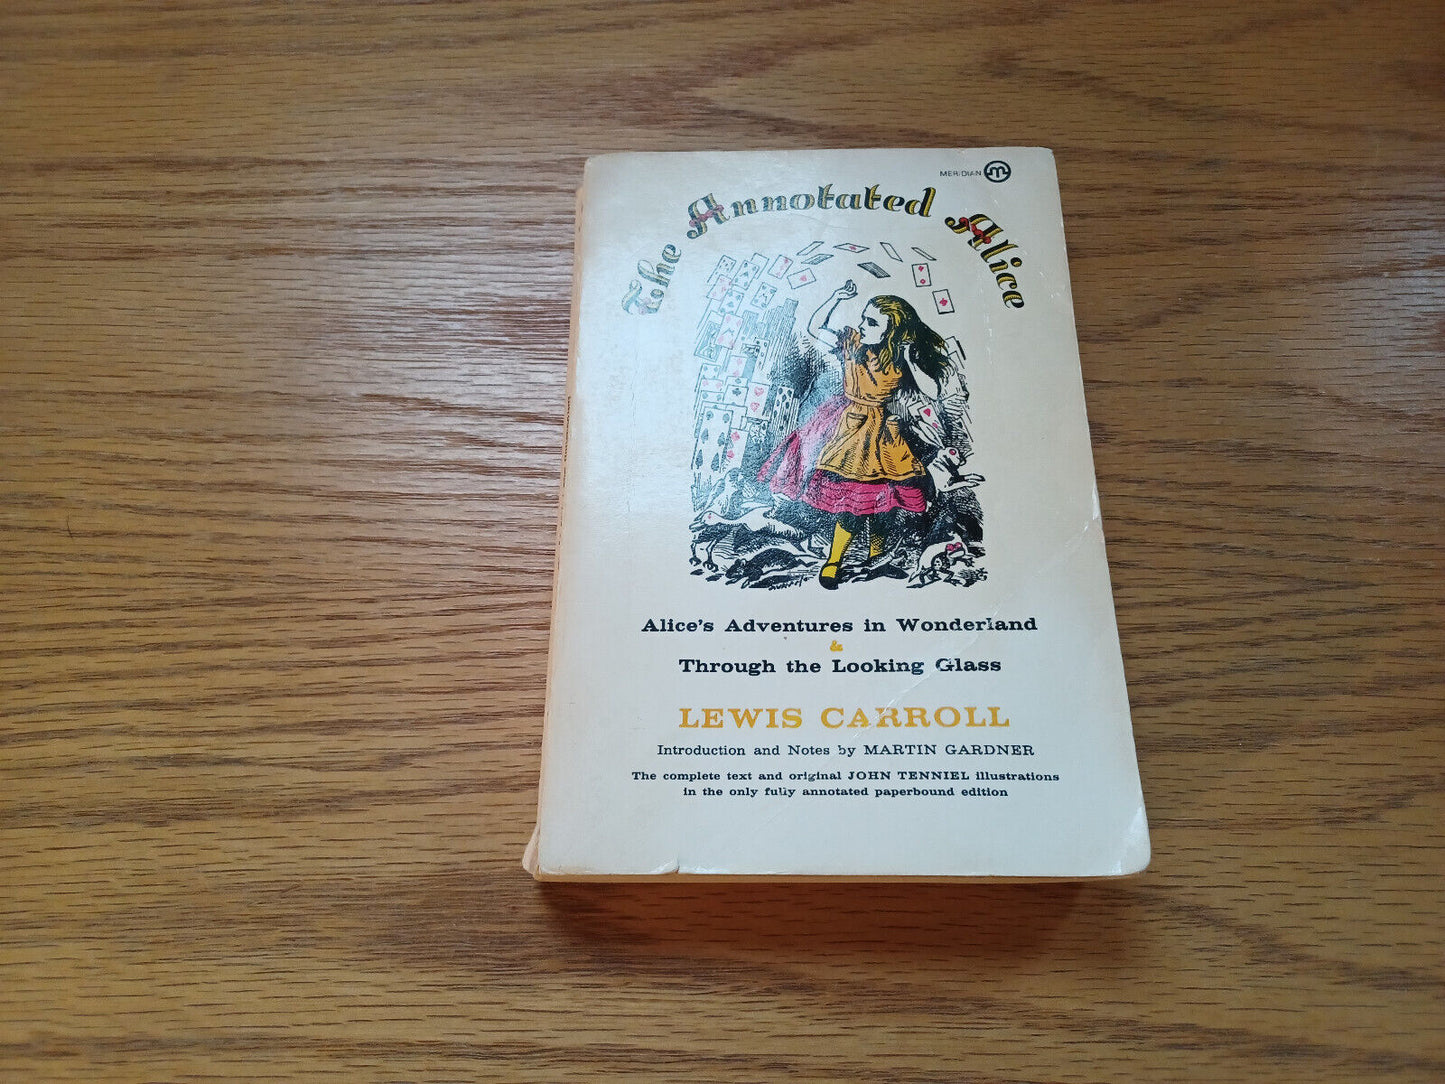 MERIDIAN
The Annotated Alice
Alice's Adventures in Wonderland
&
Through the Looking Glass
LEWIS CARROLL
Introduction and Notes by MARTIN GARDNER
The complete text and original JOHN TENNIEL illustrations
in the only fully annotated paperbound edition